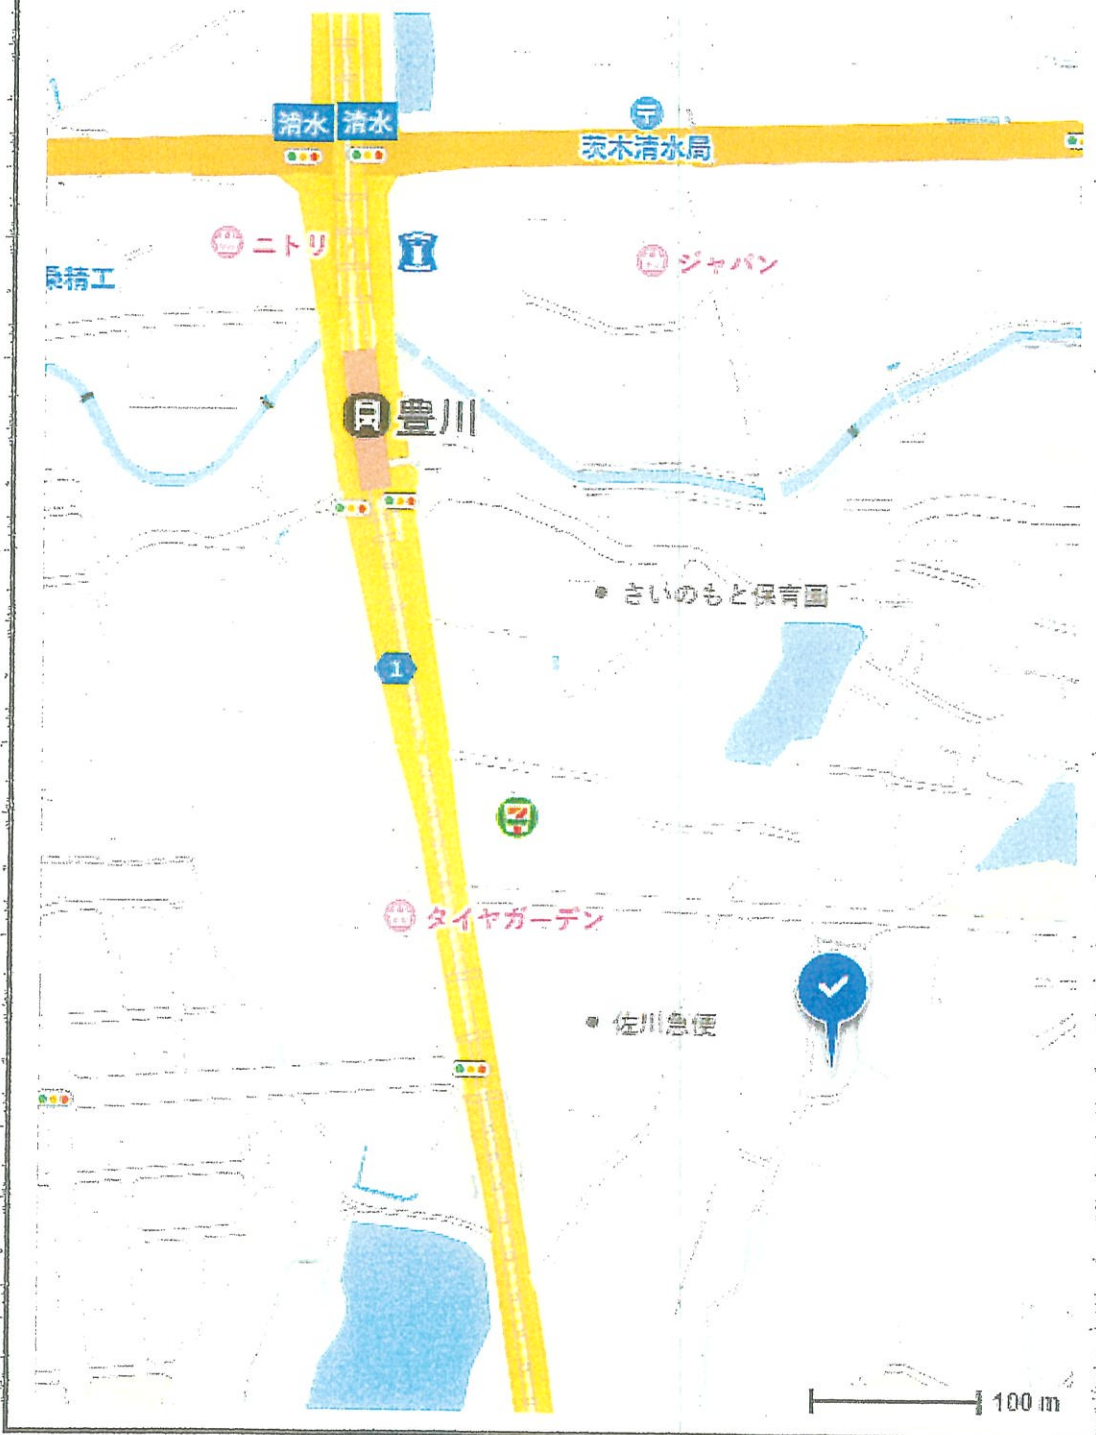 清水 清水
〒
茨木清水局
ニトリ
ジャパン
桑精工
豊川
さいのもと保育園
1
7
タイヤガーデン
佐川急便
100 m